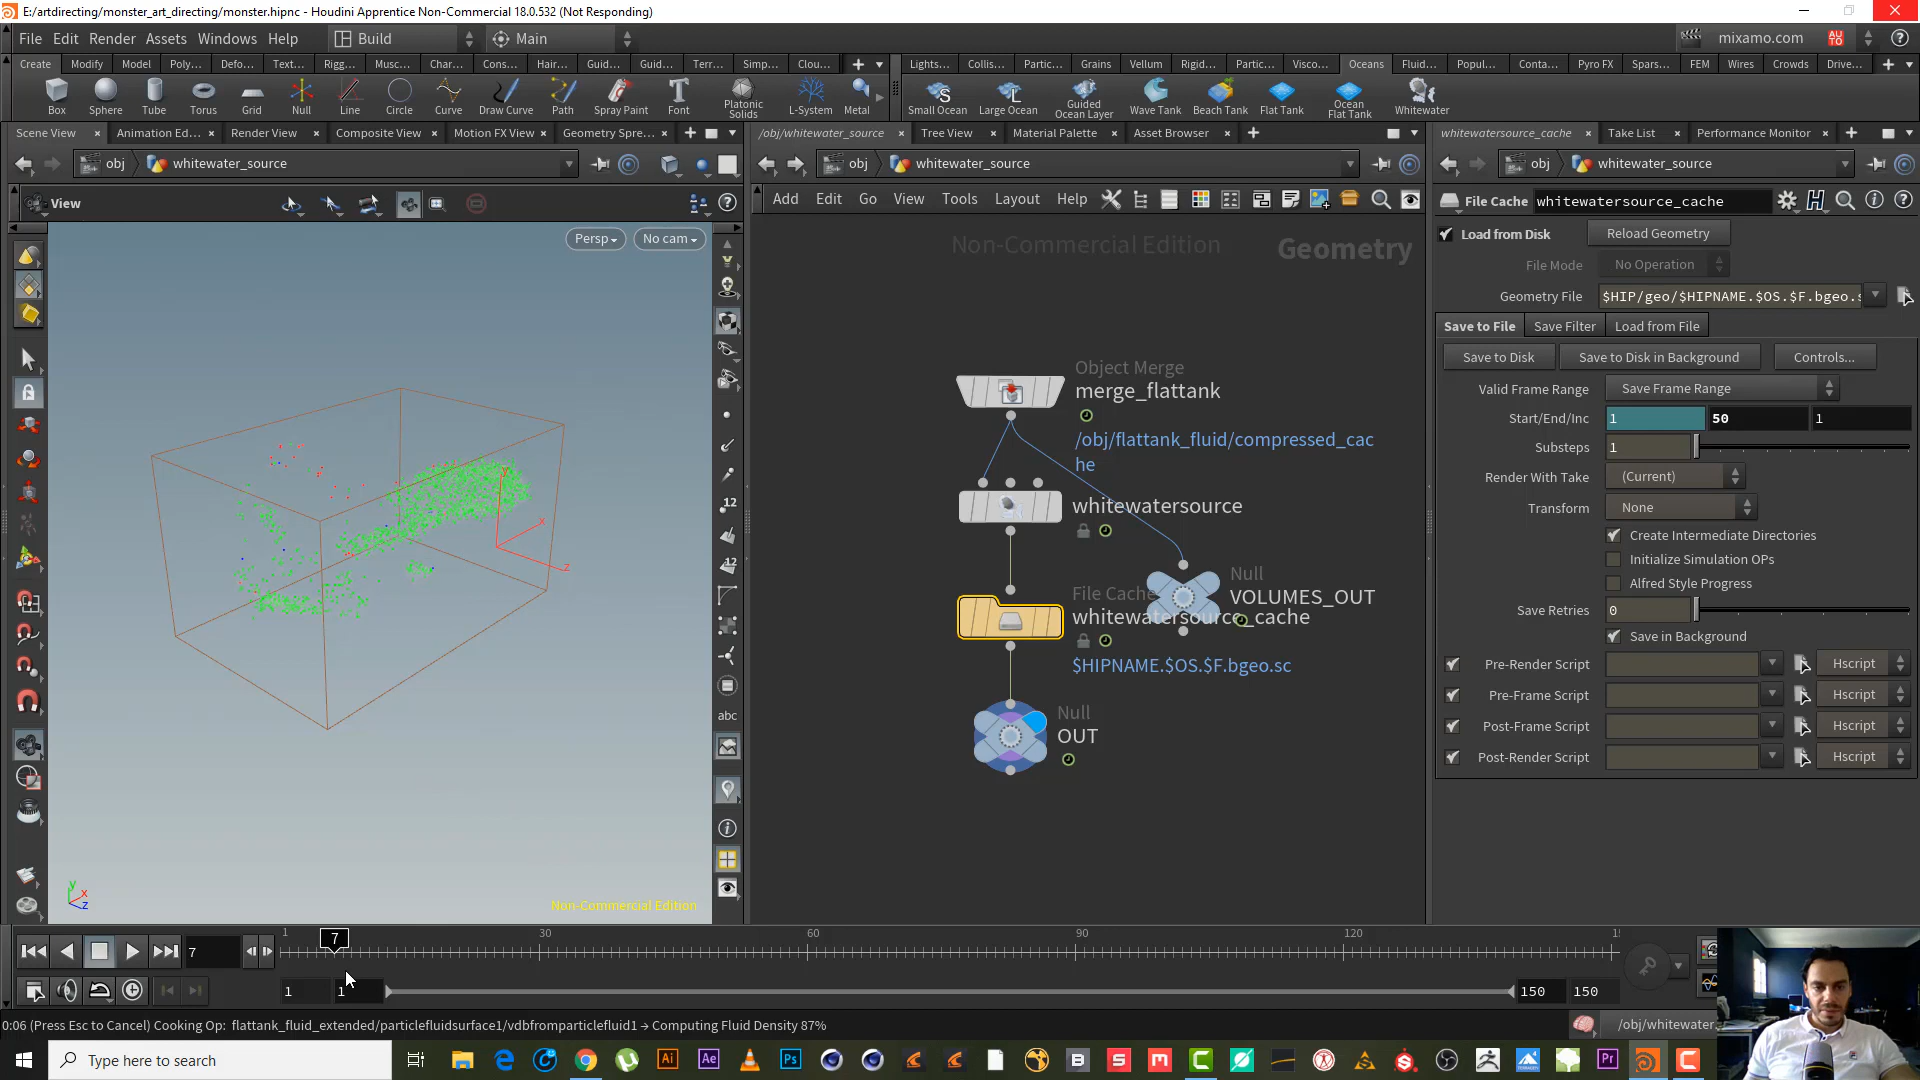 E:/artdirecting/monster_art_directing/monster.hipnc - Houdini Apprentice Non-Commercial 18.0.532 (Not Responding)
File Edit Render Assets Windows Help Build Main mixamo.com AUTO
Create Modify Model Poly... Defo... Text... Rigg... Musc... Char... Cons... Hair... Guid... Guid... Terr... Simp... Clou... Lights... Collis... Partic... Grains Vellum Rigid... Partic... Visco... Oceans Fluid... Popul... Conta... Pyro FX Spars... FEM Wires Crowds Drive...
Box Sphere Tube Torus Grid Null Line Circle Curve Draw Curve Path Spray Paint Font Platonic Solids L-System Metal Small Ocean Large Ocean Guided Ocean Layer Wave Tank Beach Tank Flat Tank Ocean Flat Tank Whitewater
Scene View Animation Ed... Render View Composite View Motion FX View Geometry Spre... /obj/whitewater_source Tree View Material Palette Asset Browser whitewatersource_cache Take List Performance Monitor
obj whitewater_source obj whitewater_source obj whitewater_source
View Add Edit Go View Tools Layout Help File Cache whitewatersource_cache
Persp No cam
Non-Commercial Edition Geometry
Load from Disk Reload Geometry
File Mode No Operation
Geometry File $HIP/geo/$HIPNAME.$OS.$F.bgeo.s
Save to File Save Filter Load from File
Save to Disk Save to Disk in Background Controls...
Valid Frame Range Save Frame Range
Start/End/Inc 1 50 1
Substeps 1
Render With Take (Current)
Transform None
Create Intermediate Directories
Initialize Simulation OPs
Alfred Style Progress
Save Retries 0
Save in Background
Pre-Render Script Hscript
Pre-Frame Script Hscript
Post-Frame Script Hscript
Post-Render Script Hscript
Object Merge
merge_flattank
/obj/flattank_fluid/compressed_cac
he
whitewatersource
Null
VOLUMES_OUT
File Cache
whitewatersource_cache
$HIPNAME.$OS.$F.bgeo.sc
Null
OUT
y
x
z
12
12
abc
y
x
z
Non-Commercial Edition
1 7 30 60 90 120 15
7
1 1 150 150
0:06 (Press Esc to Cancel) Cooking Op: flattank_fluid_extended/particlefluidsurface1/vdbfromparticlefluid1 → Computing Fluid Density 87% /obj/whitewater
Type here to search
Ai Ae Ps B S M C Pr C